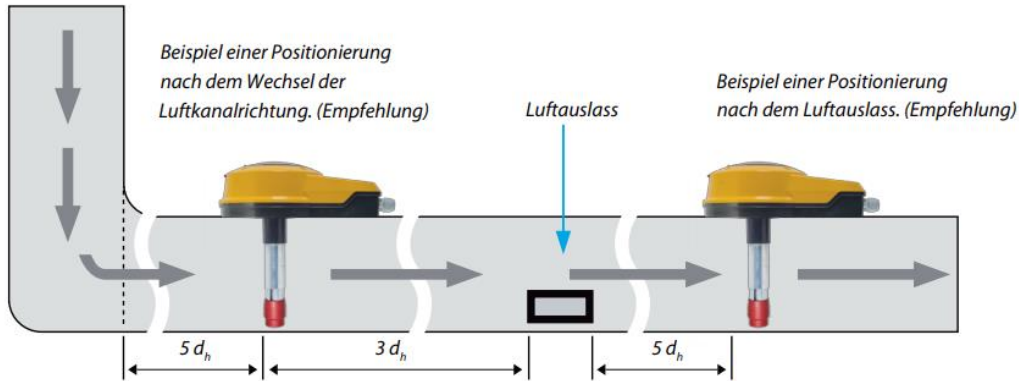 Beispiel einer Positionierung
nach dem Wechsel der
Luftkanalrichtung. (Empfehlung)
Luftauslass
Beispiel einer Positionierung
nach dem Luftauslass. (Empfehlung)
5 dh
3 dh
5 dh